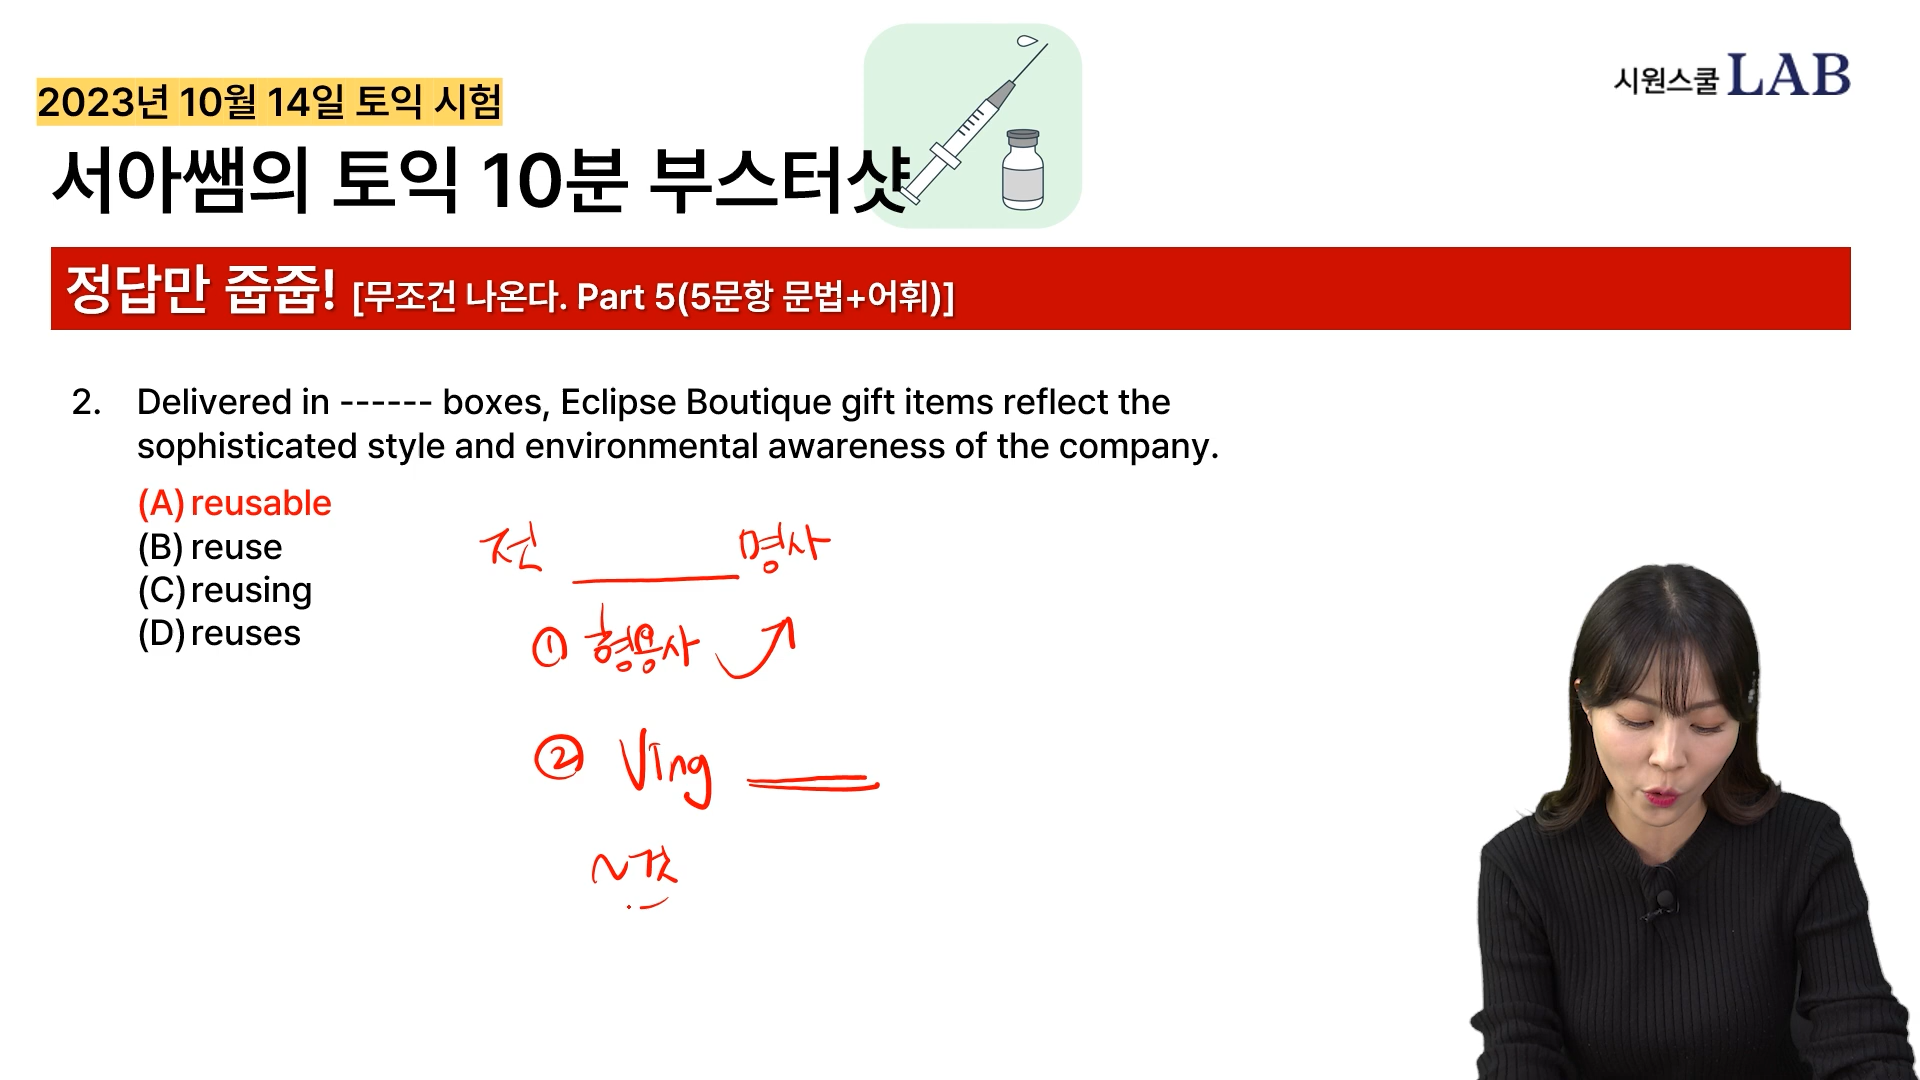 2023년 10월 14일 토익 시험
시원스쿨 LAB
서아쌤의 토익 10분 부스터샷
정답만 줍줍! [무조건 나온다. Part 5(5문항 문법+어휘)]
2. Delivered in ------ boxes, Eclipse Boutique gift items reflect the
sophisticated style and environmental awareness of the company.
(A) reusable
(B) reuse
(C) reusing
(D) reuses
전 ______ 명사
① 형용사
② Ving
~것